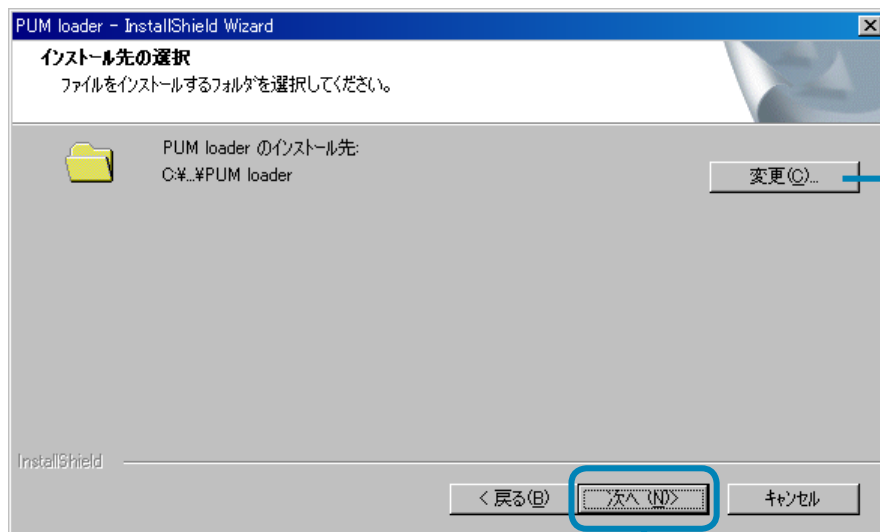 PUM loader - InstallShield Wizard
インストール先の選択
ファイルをインストールするフォルダを選択してください。
PUM loader のインストール先:
C:¥...¥PUM loader
変更(C)...
InstallShield
< 戻る(B)
次へ (N)>
キャンセル